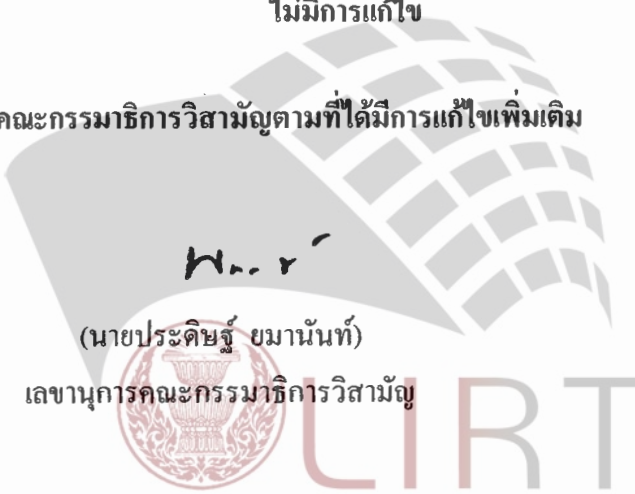 ไม่มีการแก้ไข
คณะกรรมาธิการวิสามัญตามที่ได้มีการแก้ไขเพิ่มเติม
(นายประดิษฐ์ ยมานันท์)
เลขานุการคณะกรรมาธิการวิสามัญ
LIRT